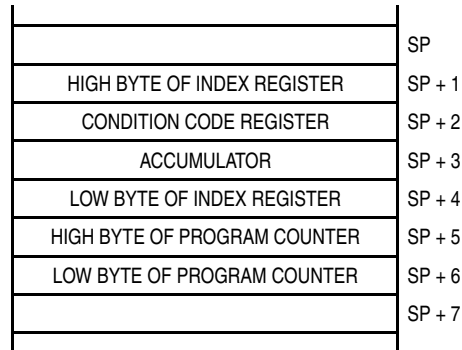 SP
HIGH BYTE OF INDEX REGISTER SP + 1
CONDITION CODE REGISTER SP + 2
ACCUMULATOR SP + 3
LOW BYTE OF INDEX REGISTER SP + 4
HIGH BYTE OF PROGRAM COUNTER SP + 5
LOW BYTE OF PROGRAM COUNTER SP + 6
SP + 7